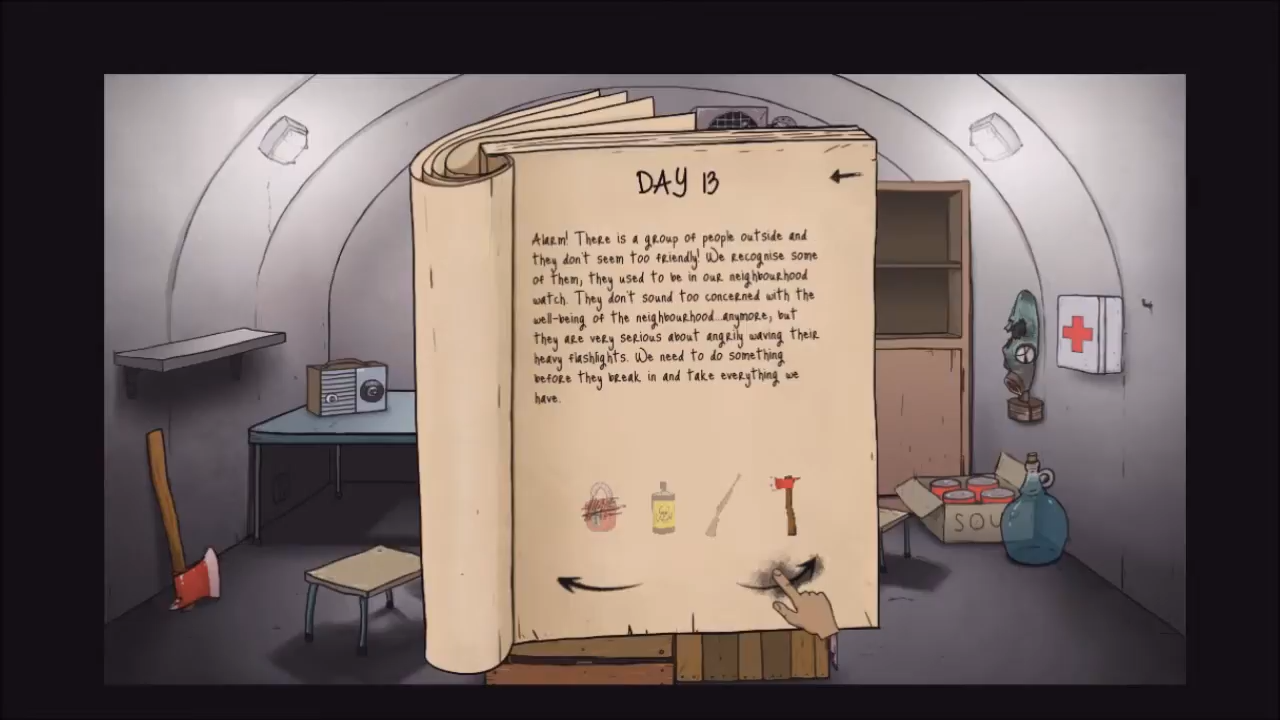 DAY 13
Alarm! There is a group of people outside and
they don't seem too friendly! We recognise some
of them, they used to be in our neighbourhood
watch. They don't sound too concerned with the
well-being of the neighbourhood anymore, but
they are very serious about angrily waving their
heavy flashlights. We need to do something
before they break in and take everything we
have.
SOU